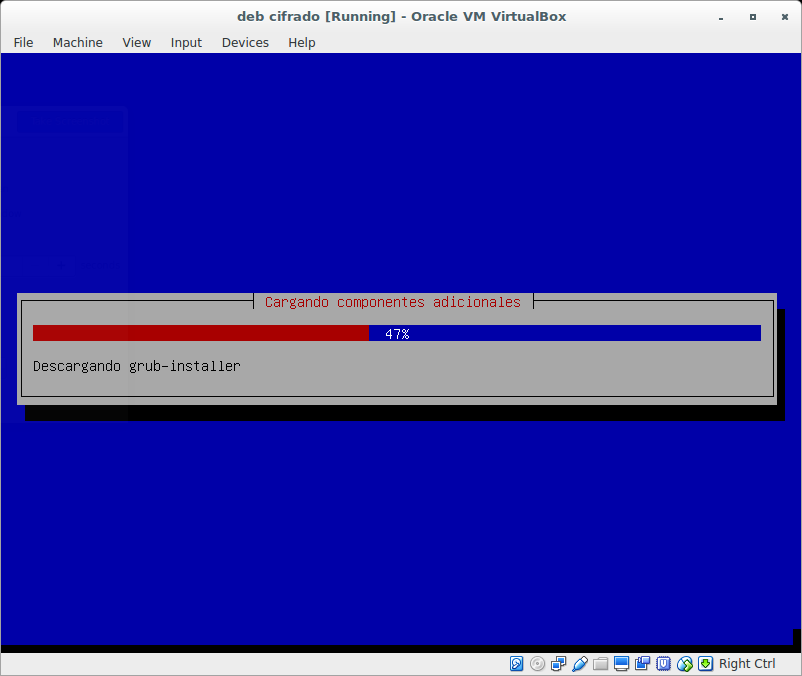 deb cifrado [Running] - Oracle VM VirtualBox
File Machine View Input Devices Help
Cargando componentes adicionales
47%
Descargando grub-installer
Right Ctrl